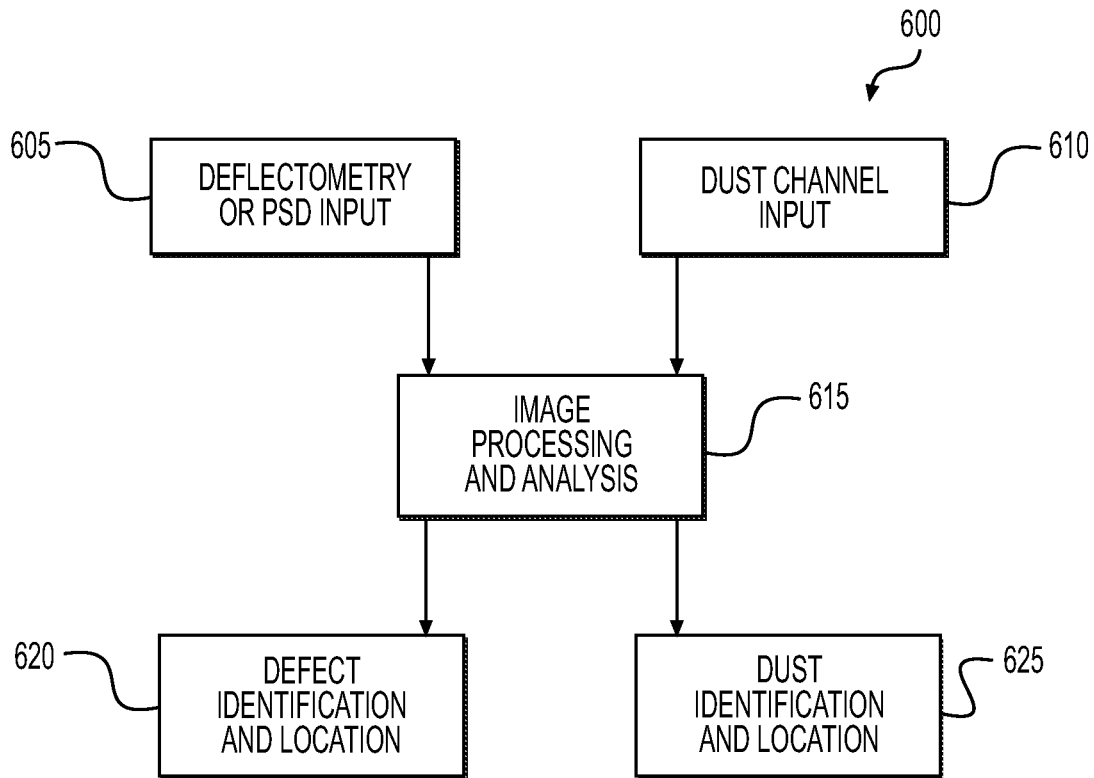 600
605
DEFLECTOMETRY
OR PSD INPUT
DUST CHANNEL
INPUT
610
IMAGE
PROCESSING
AND ANALYSIS
615
620
DEFECT
IDENTIFICATION
AND LOCATION
DUST
IDENTIFICATION
AND LOCATION
625